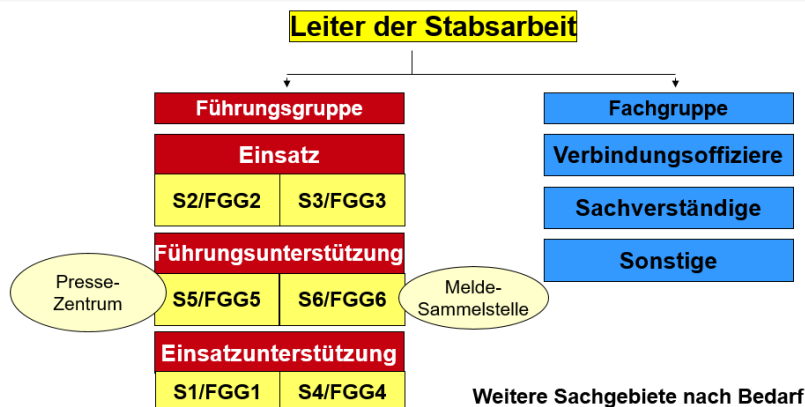 Leiter der Stabsarbeit
Führungsgruppe
Fachgruppe
Einsatz
Verbindungsoffiziere
S2/FGG2
S3/FGG3
Sachverständige
Führungsunterstützung
Sonstige
Presse-
Zentrum
S5/FGG5
S6/FGG6
Melde-
Sammelstelle
Einsatzunterstützung
S1/FGG1
S4/FGG4
Weitere Sachgebiete nach Bedarf